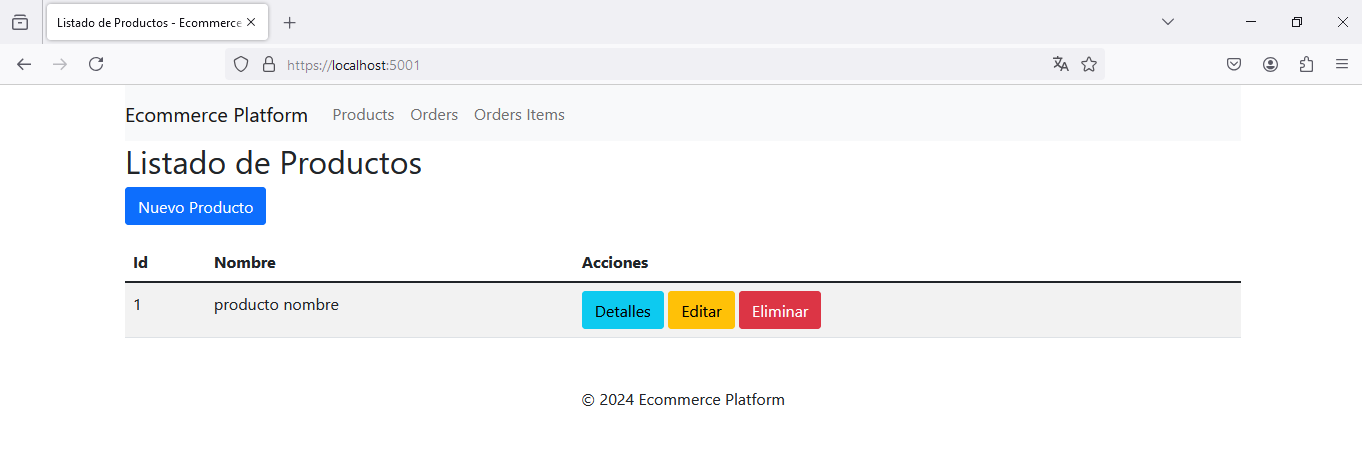 Listado de Productos - Ecommerce
https://localhost:5001
Ecommerce Platform Products Orders Orders Items
Listado de Productos
Nuevo Producto
Id Nombre Acciones
1 producto nombre Detalles Editar Eliminar
© 2024 Ecommerce Platform